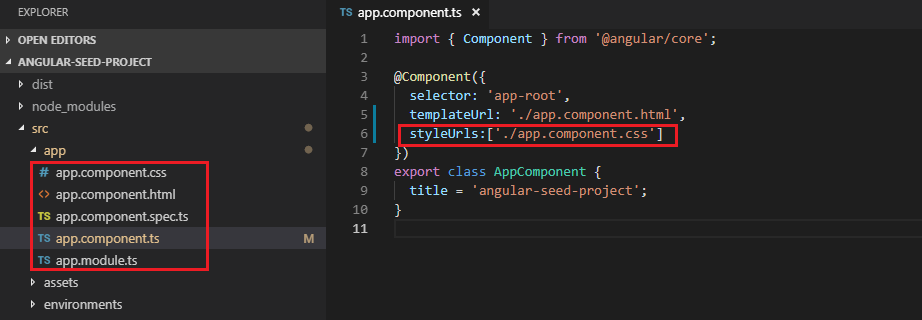 EXPLORER
OPEN EDITORS
ANGULAR-SEED-PROJECT
dist
node_modules
src
app
# app.component.css
<> app.component.html
TS app.component.spec.ts
TS app.component.ts M
TS app.module.ts
assets
environments
TS app.component.ts ×
1 import { Component } from '@angular/core';
2
3 @Component({
4 selector: 'app-root',
5 templateUrl: './app.component.html',
6 styleUrls:['./app.component.css']
7 })
8 export class AppComponent {
9 title = 'angular-seed-project';
10 }
11